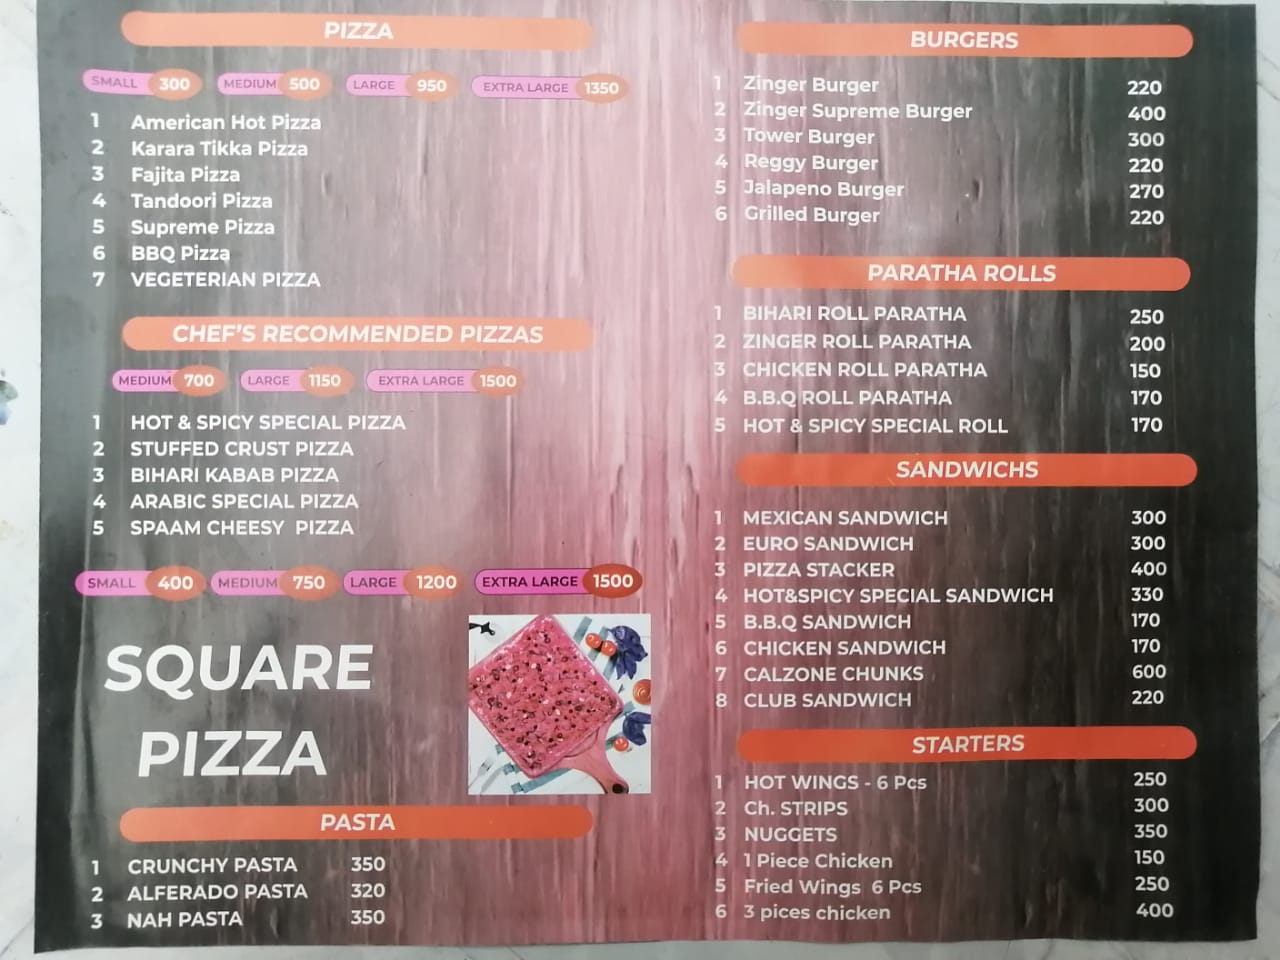 PIZZA
SMALL 300 MEDIUM 500 LARGE 950 EXTRA LARGE 1350
1 American Hot Pizza
2 Karara Tikka Pizza
3 Fajita Pizza
4 Tandoori Pizza
5 Supreme Pizza
6 BBQ Pizza
7 VEGETERIAN PIZZA
CHEF'S RECOMMENDED PIZZAS
MEDIUM 700 LARGE 1150 EXTRA LARGE 1500
1 HOT & SPICY SPECIAL PIZZA
2 STUFFED CRUST PIZZA
3 BIHARI KABAB PIZZA
4 ARABIC SPECIAL PIZZA
5 SPAAM CHEESY PIZZA
SMALL 400 MEDIUM 750 LARGE 1200 EXTRA LARGE 1500
SQUARE
PIZZA
PASTA
1 CRUNCHY PASTA 350
2 ALFERADO PASTA 320
3 NAH PASTA 350
BURGERS
1 Zinger Burger 220
2 Zinger Supreme Burger 400
3 Tower Burger 300
4 Reggy Burger 220
5 Jalapeno Burger 270
6 Grilled Burger 220
PARATHA ROLLS
1 BIHARI ROLL PARATHA 250
2 ZINGER ROLL PARATHA 200
3 CHICKEN ROLL PARATHA 150
4 B.B.Q ROLL PARATHA 170
5 HOT & SPICY SPECIAL ROLL 170
SANDWICHS
1 MEXICAN SANDWICH 300
2 EURO SANDWICH 300
3 PIZZA STACKER 400
4 HOT&SPICY SPECIAL SANDWICH 330
5 B.B.Q SANDWICH 170
6 CHICKEN SANDWICH 170
7 CALZONE CHUNKS 600
8 CLUB SANDWICH 220
STARTERS
1 HOT WINGS - 6 Pcs 250
2 Ch. STRIPS 300
3 NUGGETS 350
4 1 Piece Chicken 150
5 Fried Wings 6 Pcs 250
6 3 pices chicken 400